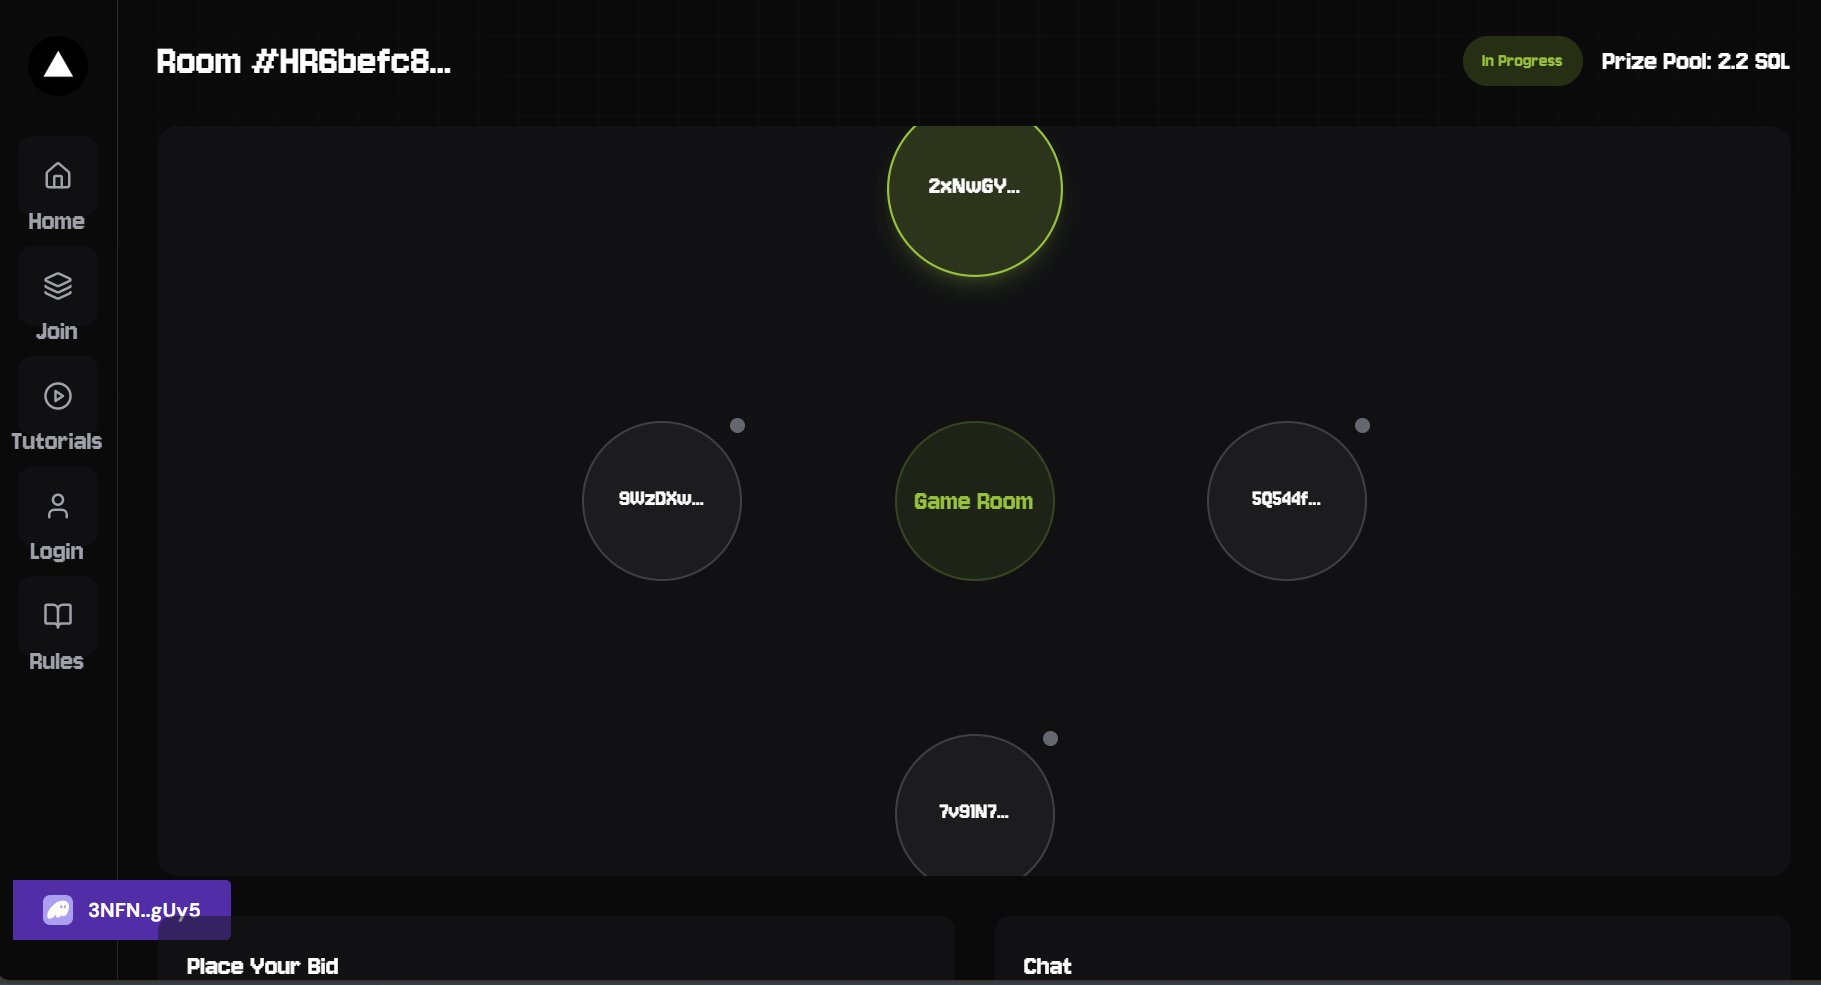 Room #HR6befc8...
In Progress
Prize Pool: 2.2 SOL
Home
Join
Tutorials
Login
Rules
2xNwGY...
9WzDXw...
Game Room
5Q544f...
7v91N7...
3NFN..gUy5
Place Your Bid
Chat